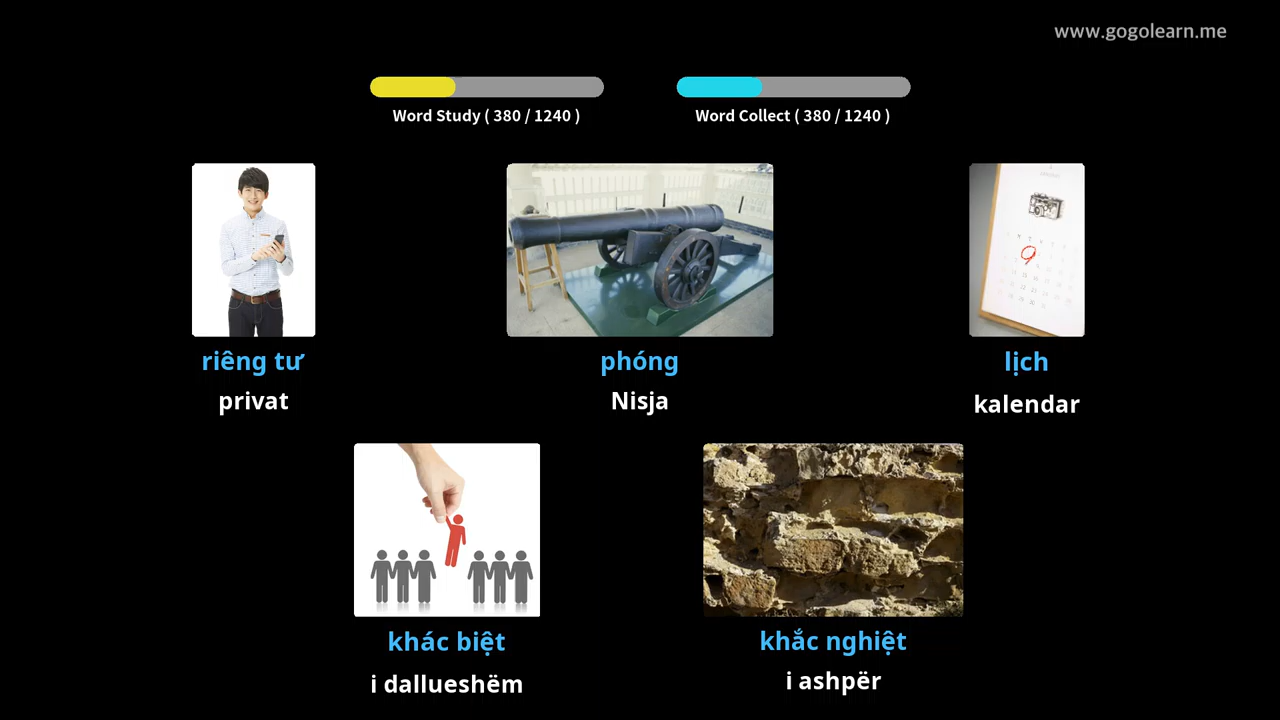 www.gogolearn.me
Word Study ( 380 / 1240 )
Word Collect ( 380 / 1240 )
riêng tư
privat
phóng
Nisja
lịch
kalendar
khác biệt
i dallueshëm
khắc nghiệt
i ashpër